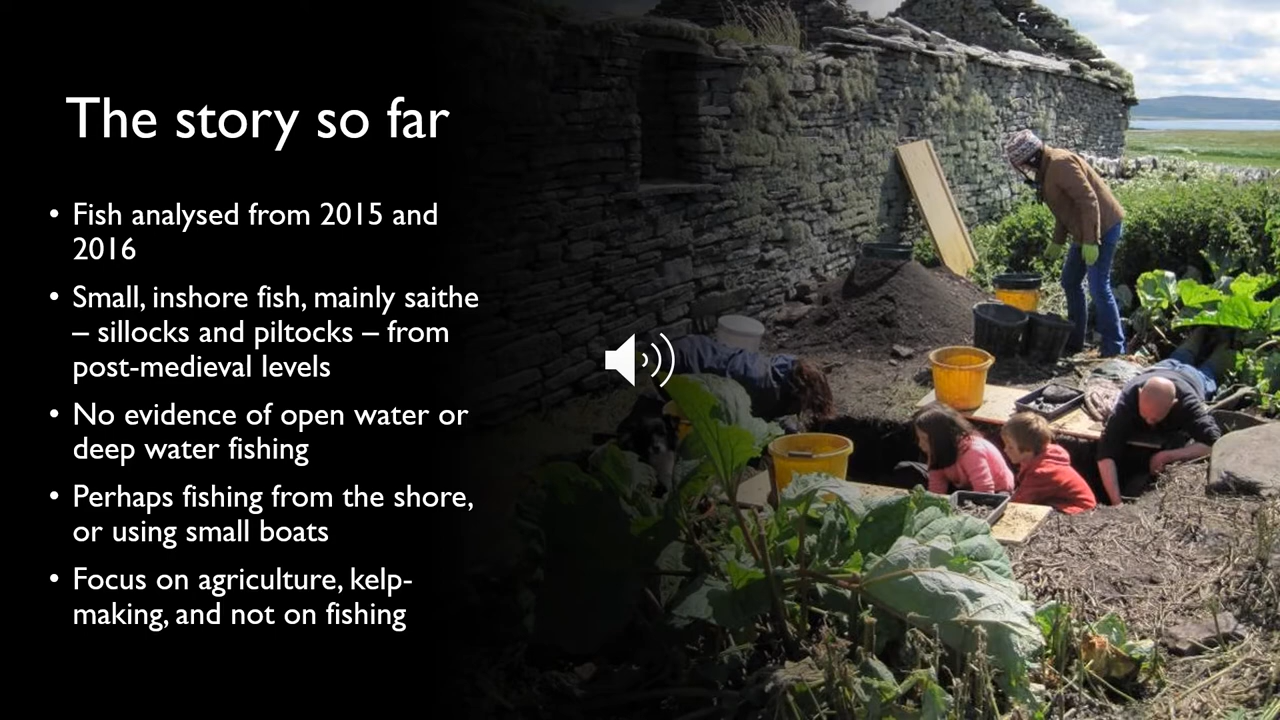 The story so far
• Fish analysed from 2015 and
2016
• Small, inshore fish, mainly saithe
– sillocks and piltocks – from
post-medieval levels
• No evidence of open water or
deep water fishing
• Perhaps fishing from the shore,
or using small boats
• Focus on agriculture, kelp-
making, and not on fishing